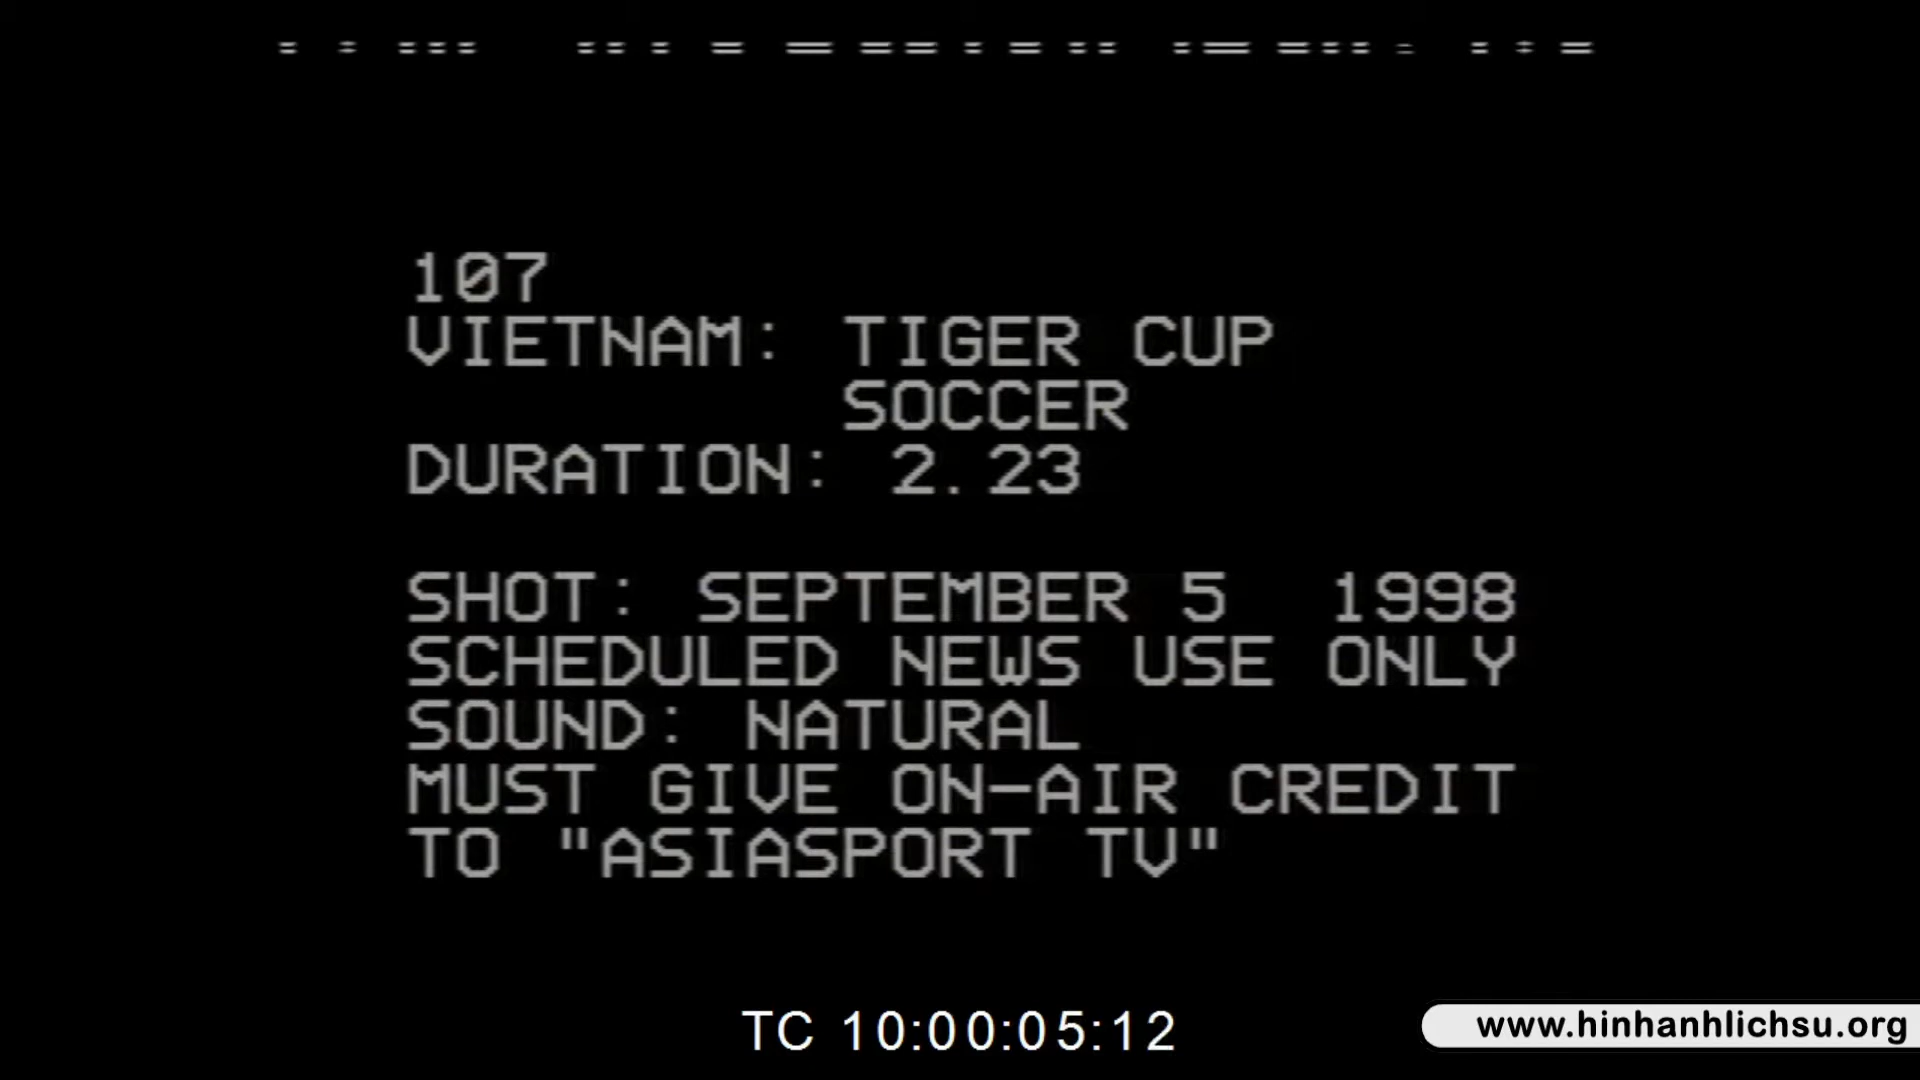 107
VIETNAM: TIGER CUP
SOCCER
DURATION: 2.23
SHOT: SEPTEMBER 5 1998
SCHEDULED NEWS USE ONLY
SOUND: NATURAL
MUST GIVE ON-AIR CREDIT
TO "ASIASPORT TV"
TC 10:00:05:12
www.hinhanhlichsu.org